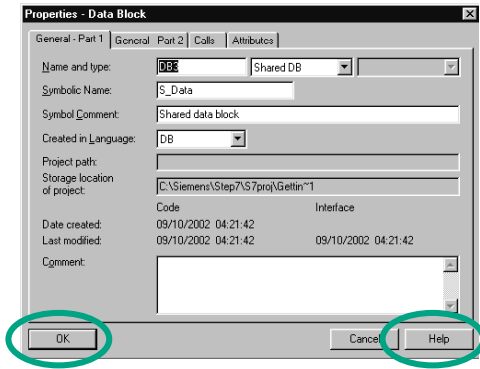 Properties - Data Block
General - Part 1 General Part 2 Calls Attributes
Name and type: DB3 Shared DB
Symbolic Name: S_Data
Symbol Comment: Shared data block
Created in Language: DB
Project path:
Storage location
of project: C:\Siemens\Step7\S7proj\Gettin~1
Code Interface
Date created: 09/10/2002 04:21:42
Last modified: 09/10/2002 04:21:42 09/10/2002 04:21:42
Comment:
OK Cancel Help